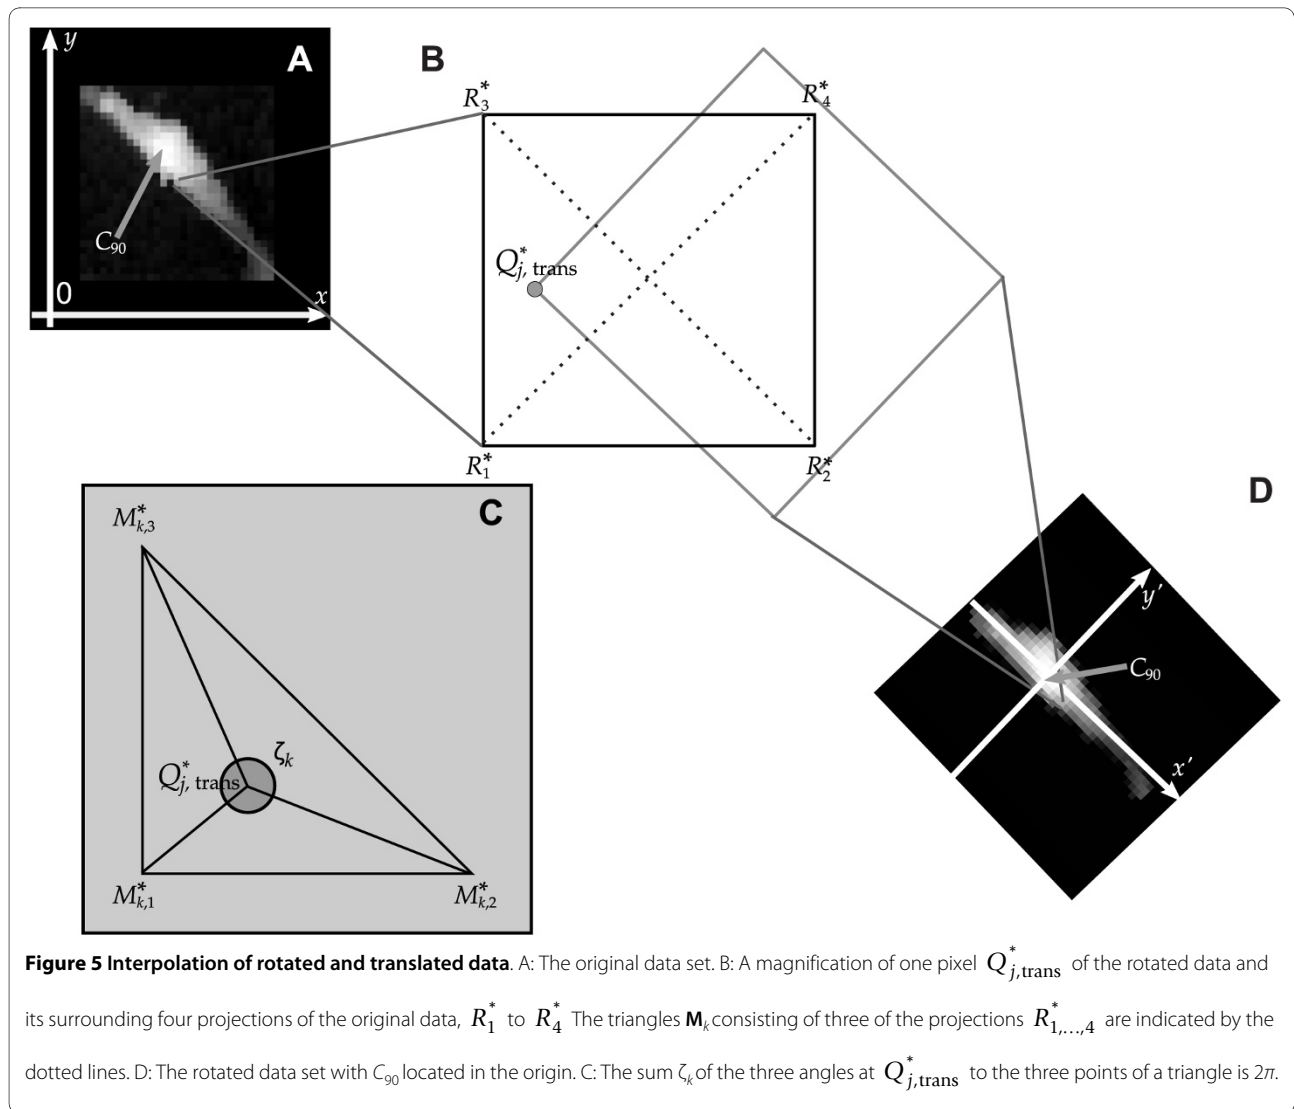 y
A
C₉₀
0
x
B
R*₃
R*₄
Q*j, trans
R*₁
R*₂
C
M*k,3
ζk
Q*j, trans
M*k,1
M*k,2
D
y′
C₉₀
x′
Figure 5 Interpolation of rotated and translated data. A: The original data set. B: A magnification of one pixel Q*j,trans of the rotated data and
its surrounding four projections of the original data, R*₁ to R*₄ The triangles Mk consisting of three of the projections R*1,...,4 are indicated by the
dotted lines. D: The rotated data set with C₉₀ located in the origin. C: The sum ζk of the three angles at Q*j,trans to the three points of a triangle is 2π.